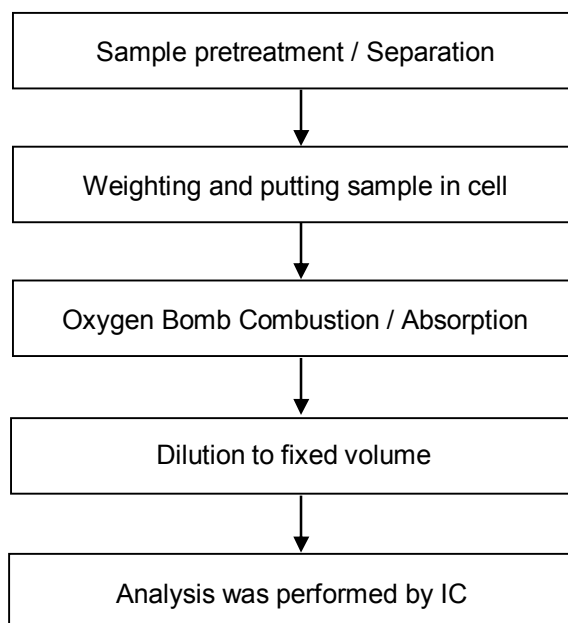 Sample pretreatment / Separation
Weighting and putting sample in cell
Oxygen Bomb Combustion / Absorption
Dilution to fixed volume
Analysis was performed by IC